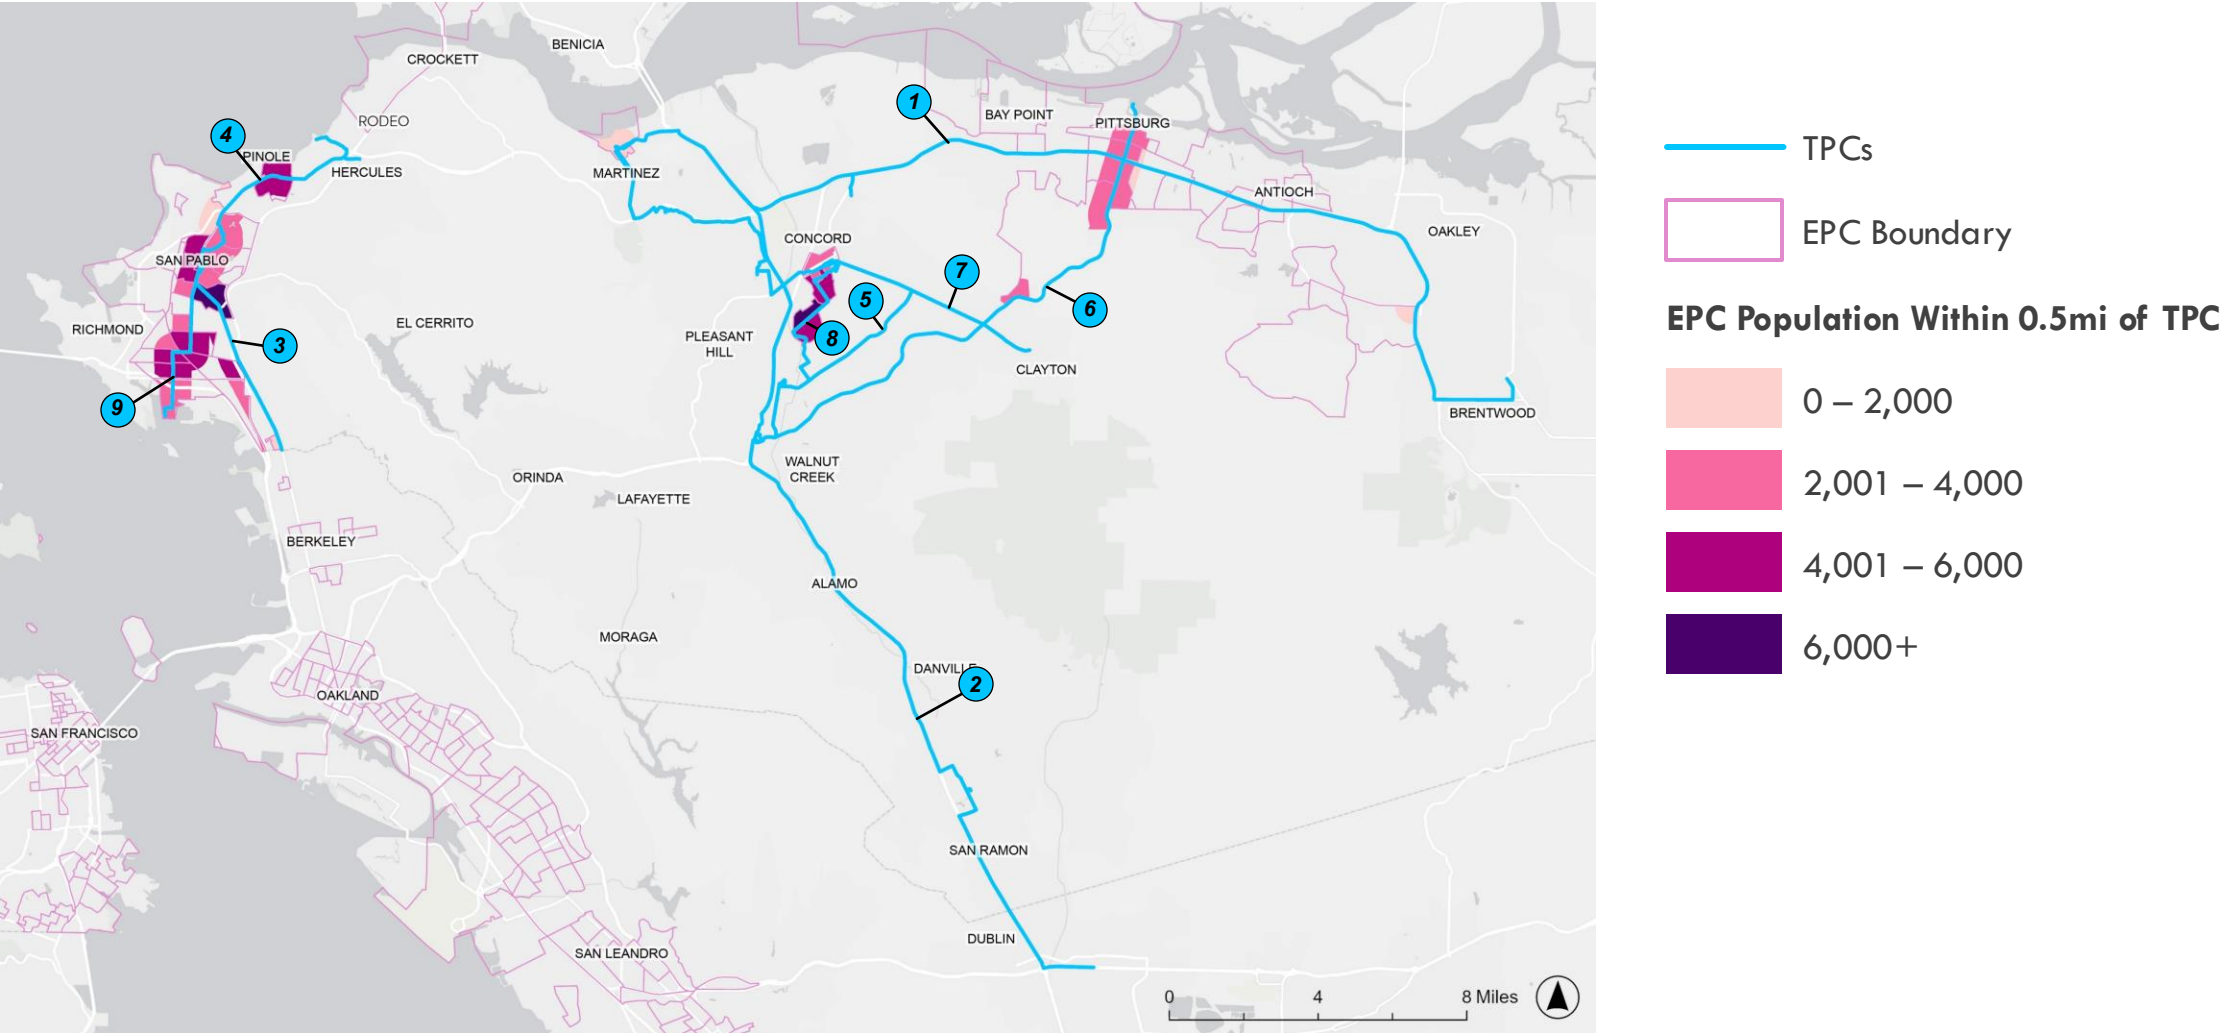 BENICIA
CROCKETT
1
BAY POINT
RODEO
PITTSBURG
4
PINOLE
HERCULES
MARTINEZ
ANTIOCH
OAKLEY
CONCORD
SAN PABLO
7
5
6
RICHMOND
EL CERRITO
PLEASANT
HILL
8
3
CLAYTON
9
BRENTWOOD
WALNUT
CREEK
ORINDA
LAFAYETTE
BERKELEY
ALAMO
MORAGA
DANVILLE
2
OAKLAND
SAN FRANCISCO
SAN RAMON
DUBLIN
SAN LEANDRO
0 4 8 Miles
TPCs
EPC Boundary
EPC Population Within 0.5mi of TPC
0 – 2,000
2,001 – 4,000
4,001 – 6,000
6,000+